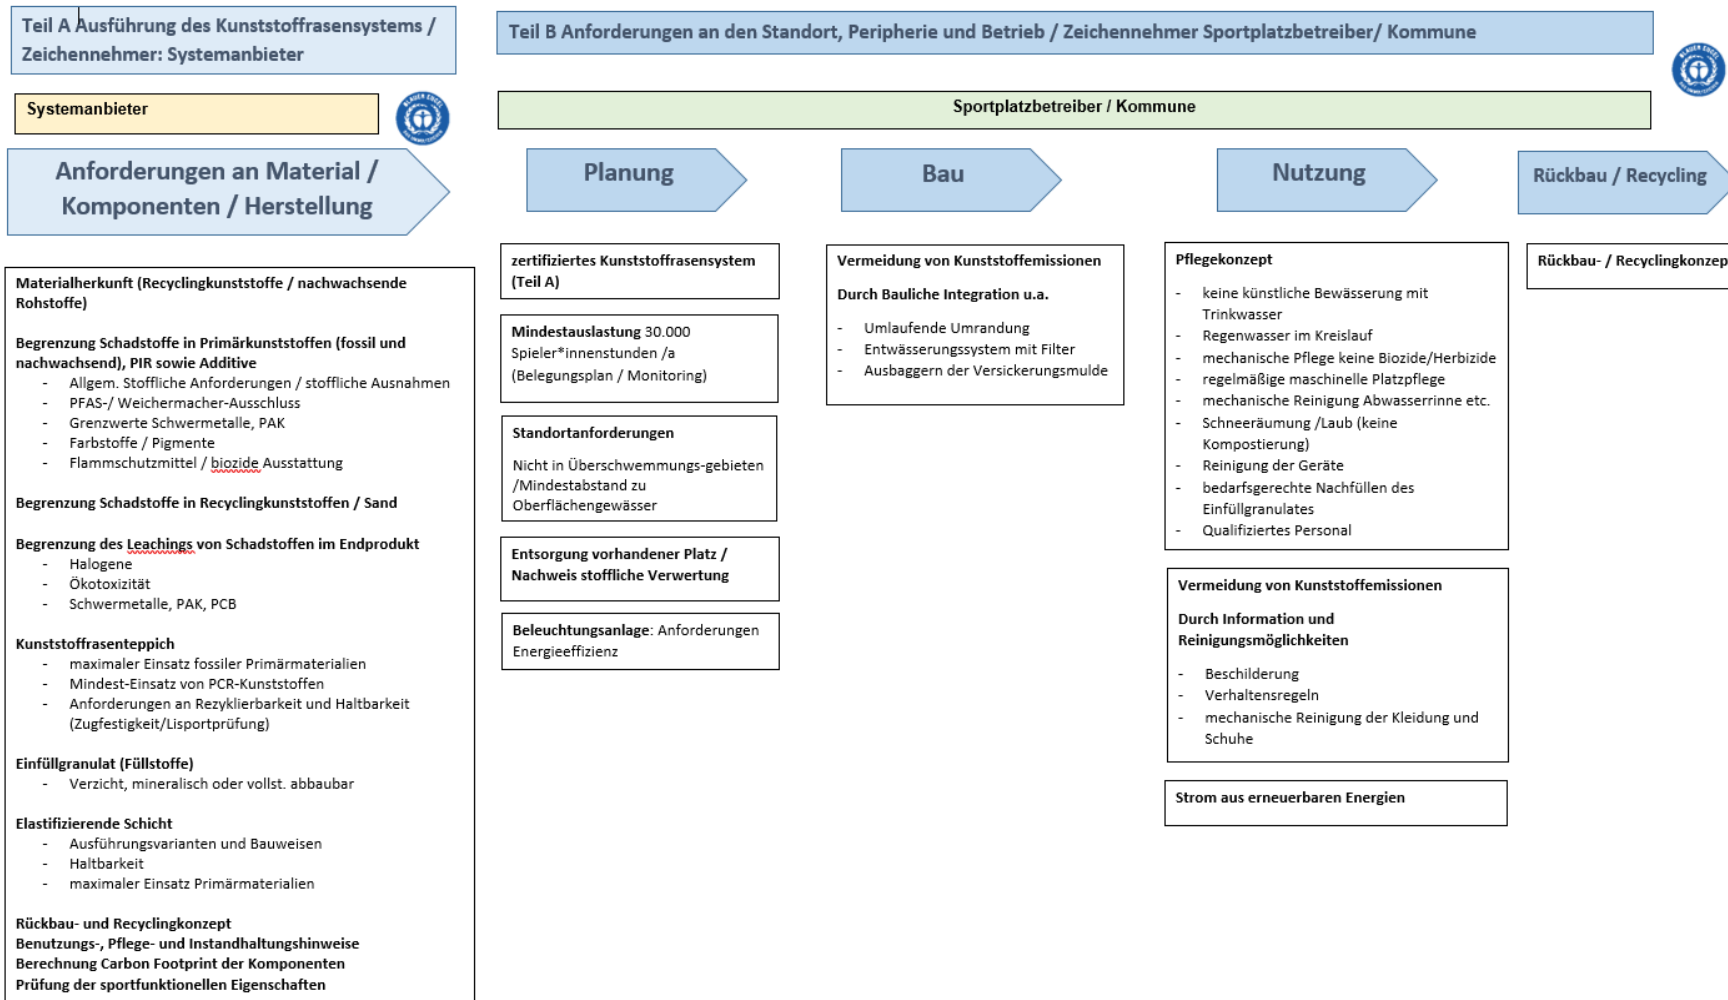 Teil A Ausführung des Kunststoffrasensystems /
Zeichennehmer: Systemanbieter
Systemanbieter
Anforderungen an Material /
Komponenten / Herstellung
Materialherkunft (Recyclingkunststoffe / nachwachsende
Rohstoffe)
Begrenzung Schadstoffe in Primärkunststoffen (fossil und
nachwachsend), PIR sowie Additive
- Allgem. Stoffliche Anforderungen / stoffliche Ausnahmen
- PFAS-/ Weichermacher-Ausschluss
- Grenzwerte Schwermetalle, PAK
- Farbstoffe / Pigmente
- Flammschutzmittel / biozide Ausstattung
Begrenzung Schadstoffe in Recyclingkunststoffen / Sand
Begrenzung des Leachings von Schadstoffen im Endprodukt
- Halogene
- Ökotoxizität
- Schwermetalle, PAK, PCB
Kunststoffrasenteppich
- maximaler Einsatz fossiler Primärmaterialien
- Mindest-Einsatz von PCR-Kunststoffen
- Anforderungen an Rezyklierbarkeit und Haltbarkeit
(Zugfestigkeit/Lisportprüfung)
Einfüllgranulat (Füllstoffe)
- Verzicht, mineralisch oder vollst. abbaubar
Elastifizierende Schicht
- Ausführungsvarianten und Bauweisen
- Haltbarkeit
- maximaler Einsatz Primärmaterialien
Rückbau- und Recyclingkonzept
Benutzungs-, Pflege- und Instandhaltungshinweise
Berechnung Carbon Footprint der Komponenten
Prüfung der sportfunktionellen Eigenschaften
Teil B Anforderungen an den Standort, Peripherie und Betrieb / Zeichennehmer Sportplatzbetreiber/ Kommune
Sportplatzbetreiber / Kommune
Planung
zertifiziertes Kunststoffrasensystem
(Teil A)
Mindestauslastung 30.000
Spieler*innenstunden /a
(Belegungsplan / Monitoring)
Standortanforderungen
Nicht in Überschwemmungs-gebieten
/Mindestabstand zu
Oberflächengewässer
Entsorgung vorhandener Platz /
Nachweis stoffliche Verwertung
Beleuchtungsanlage: Anforderungen
Energieeffizienz
Bau
Vermeidung von Kunststoffemissionen
Durch Bauliche Integration u.a.
- Umlaufende Umrandung
- Entwässerungssystem mit Filter
- Ausbaggern der Versickerungsmulde
Nutzung
Pflegekonzept
- keine künstliche Bewässerung mit
Trinkwasser
- Regenwasser im Kreislauf
- mechanische Pflege keine Biozide/Herbizide
- regelmäßige maschinelle Platzpflege
- mechanische Reinigung Abwasserrinne etc.
- Schneeräumung /Laub (keine
Kompostierung)
- Reinigung der Geräte
- bedarfsgerechte Nachfüllen des
Einfüllgranulates
- Qualifiziertes Personal
Vermeidung von Kunststoffemissionen
Durch Information und
Reinigungsmöglichkeiten
- Beschilderung
- Verhaltensregeln
- mechanische Reinigung der Kleidung und
Schuhe
Strom aus erneuerbaren Energien
Rückbau / Recycling
Rückbau- / Recyclingkonzep